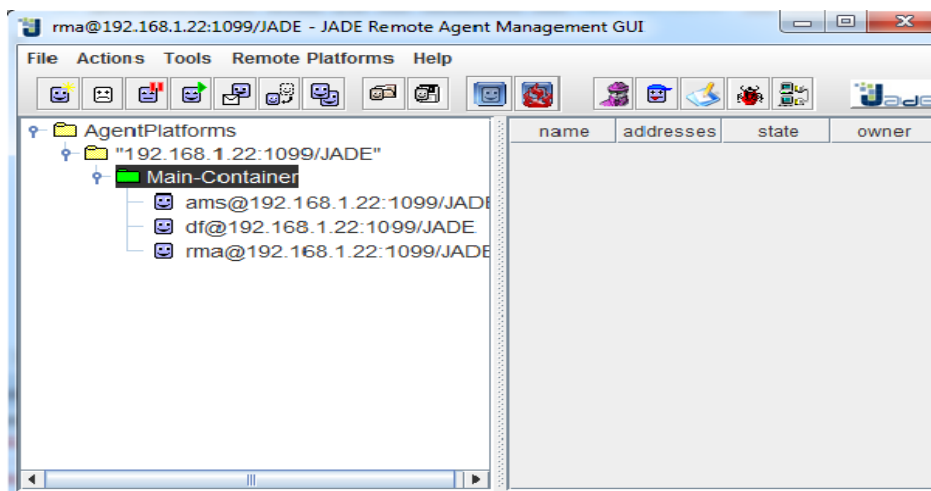 rma@192.168.1.22:1099/JADE - JADE Remote Agent Management GUI
File Actions Tools Remote Platforms Help
Jade
AgentPlatforms
name addresses state owner
"192.168.1.22:1099/JADE"
Main-Container
ams@192.168.1.22:1099/JADE
df@192.168.1.22:1099/JADE
rma@192.168.1.22:1099/JADE